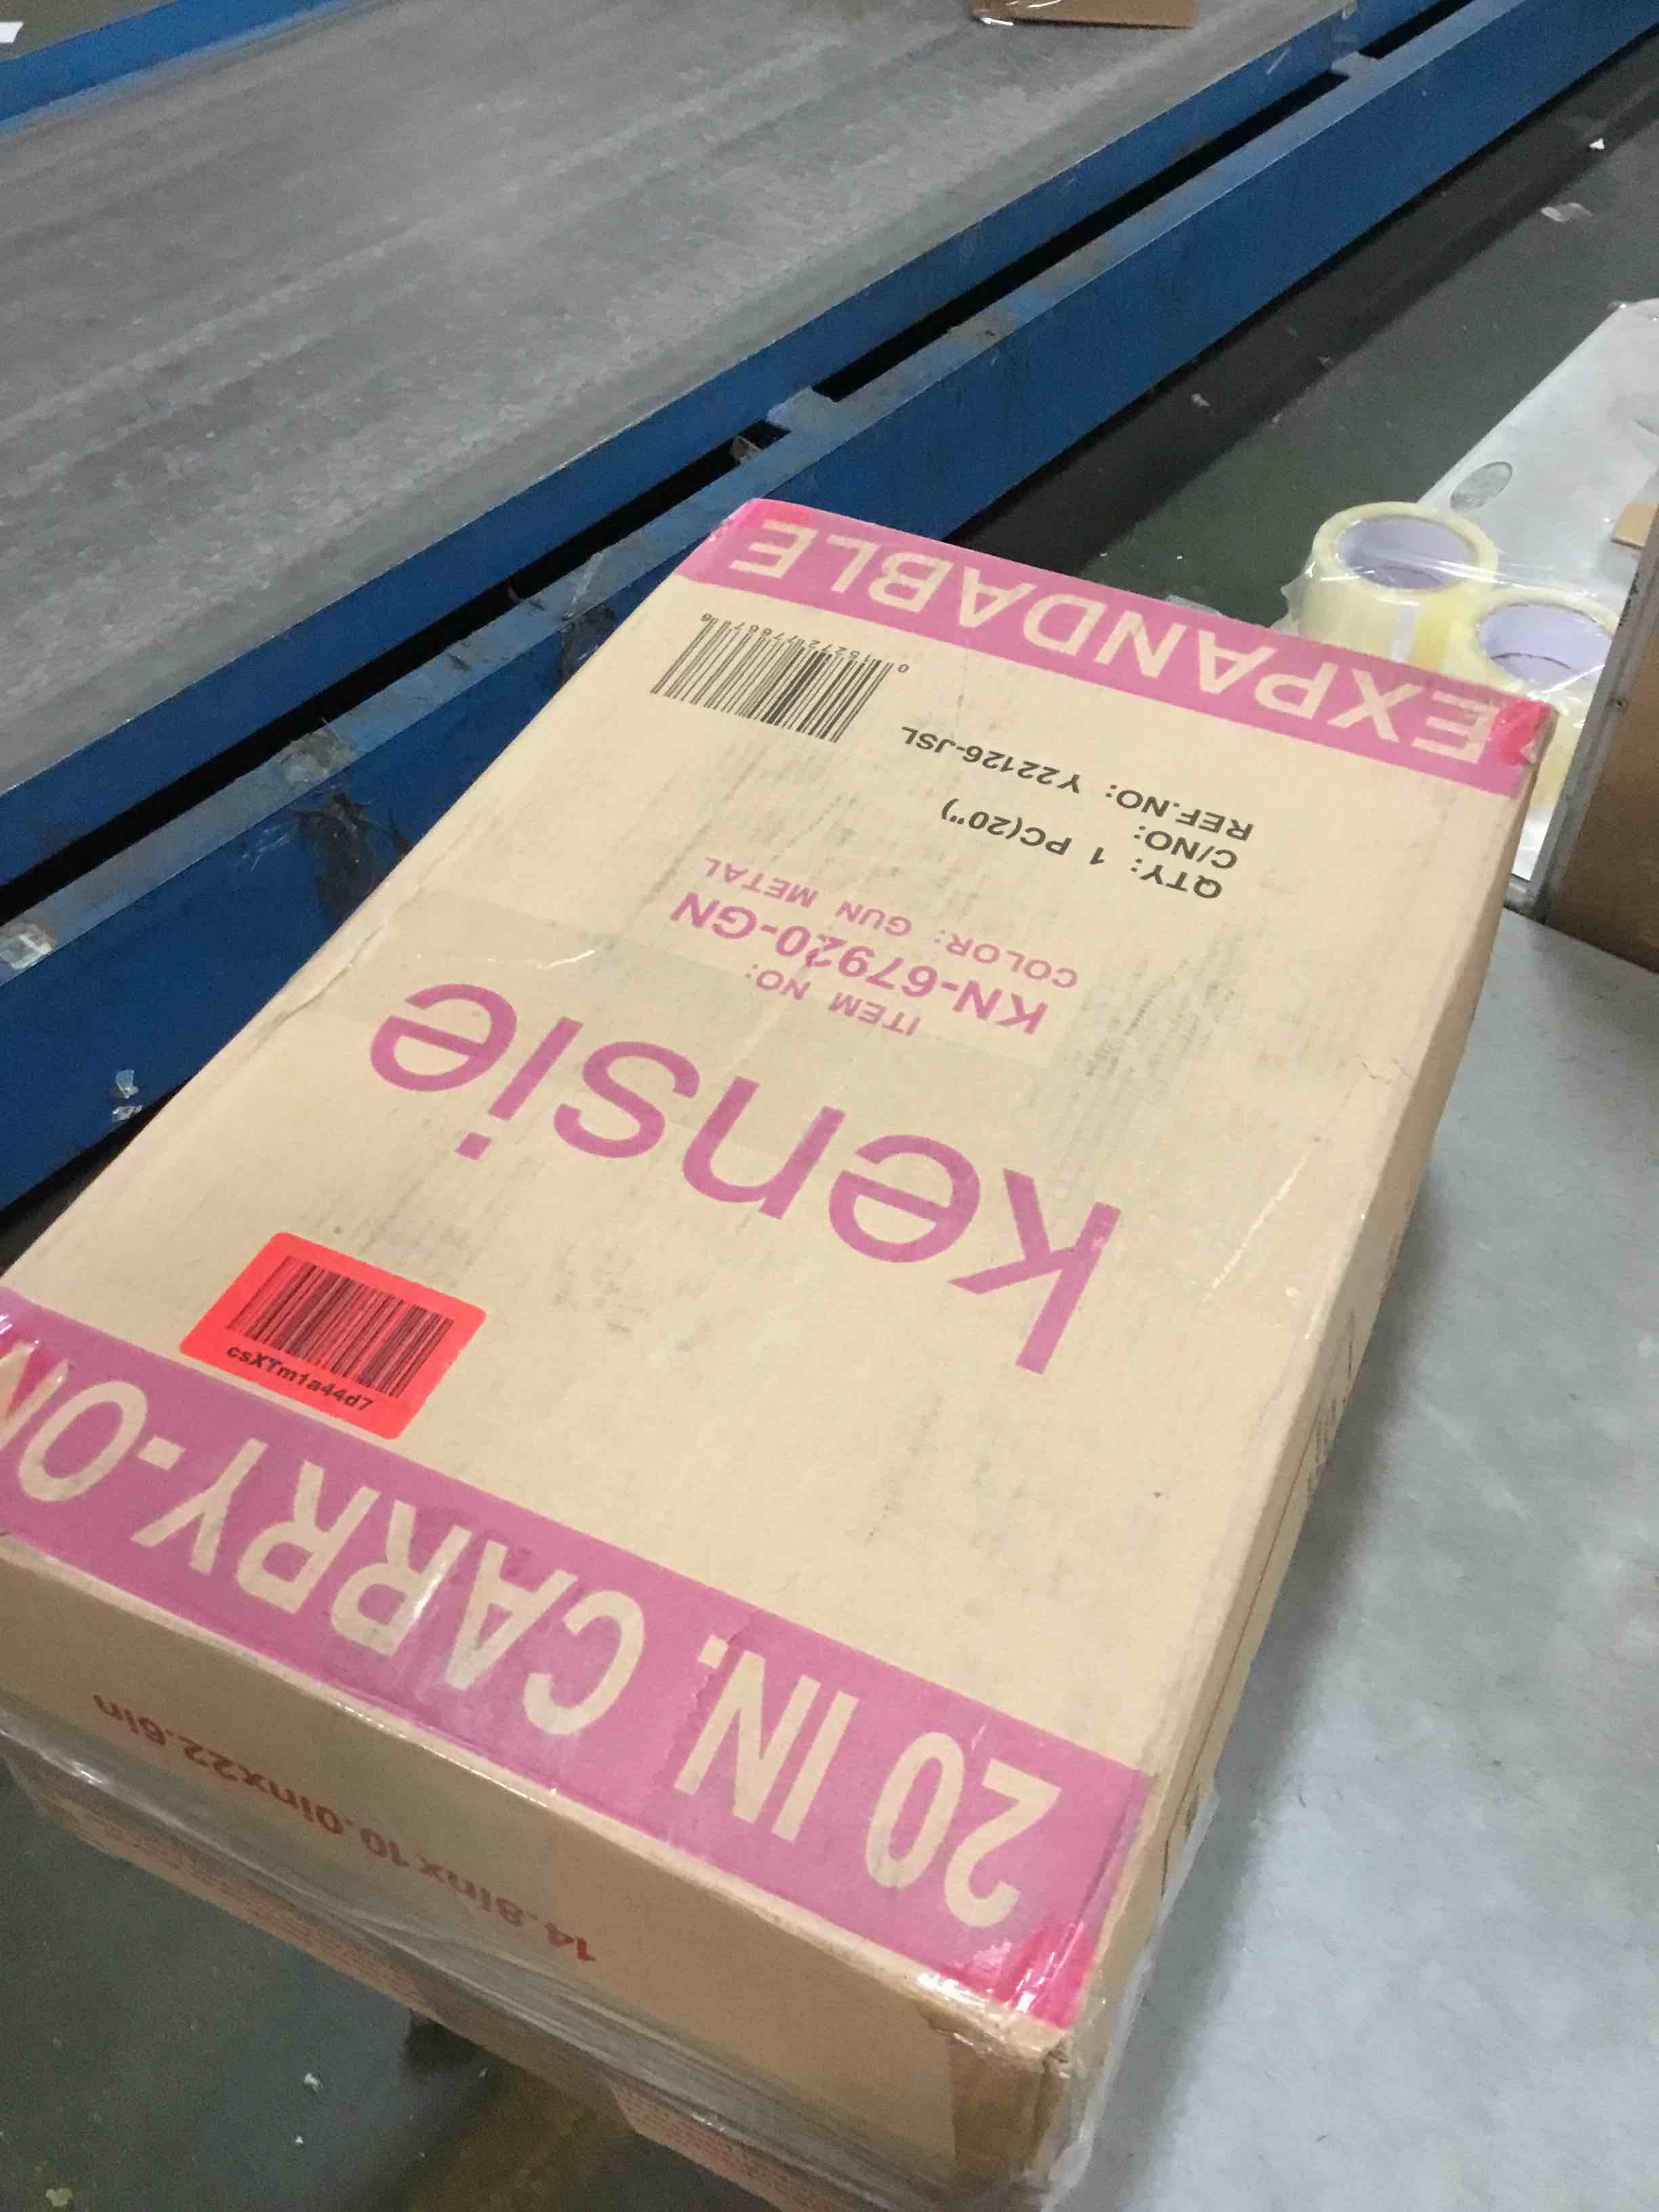 20 IN. CARRY-ON
csXTm1a44d7
kensie
ITEM NO:
KN-67920-GN
COLOR: GUN METAL
QTY: 1 PC(20")
C/NO:
REF.NO: Y22126-JSL
EXPANDABLE
14.8inx10.0inx22.6in